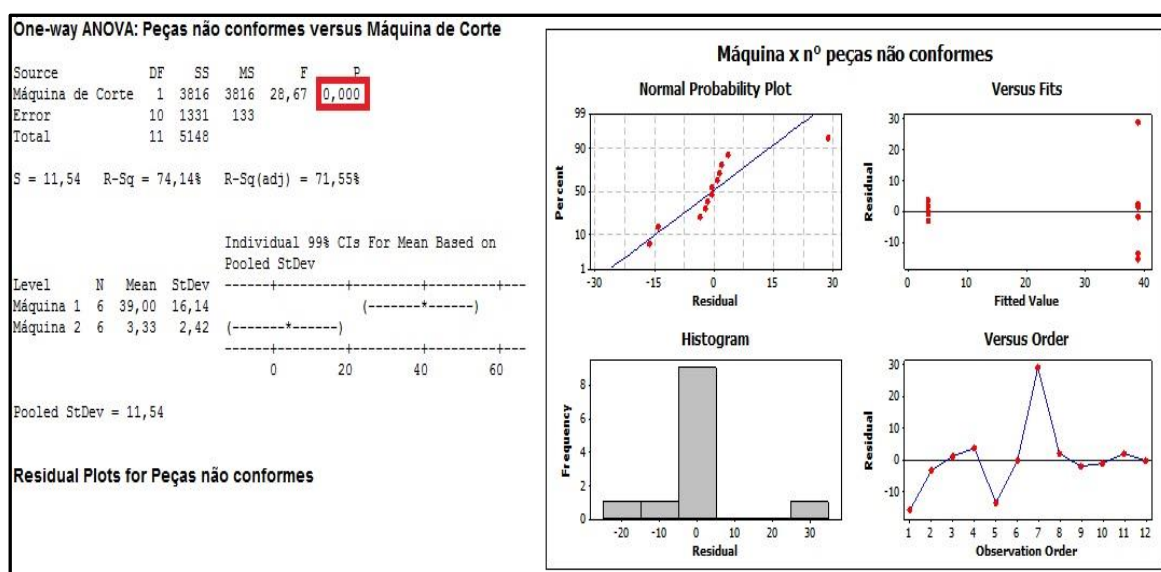 One-way ANOVA: Peças não conformes versus Máquina de Corte
Source DF SS MS F P
Máquina de Corte 1 3816 3816 28,67 0,000
Error 10 1331 133
Total 11 5148
S = 11,54 R-Sq = 74,14% R-Sq(adj) = 71,55%
Individual 99% CIs For Mean Based on
Pooled StDev
Level N Mean StDev ------+---------+---------+---------+---
Máquina 1 6 39,00 16,14 (-------*------)
Máquina 2 6 3,33 2,42 (-------*------)
------+---------+---------+---------+---
0 20 40 60
Pooled StDev = 11,54
Residual Plots for Peças não conformes
Máquina x nº peças não conformes
Normal Probability Plot
99
90
50
10
1
Percent
-30 -15 0 15 30
Residual
Versus Fits
30
20
10
0
-10
Residual
0 10 20 30 40
Fitted Value
Histogram
8
6
4
2
0
Frequency
-20 -10 0 10 20 30
Residual
Versus Order
30
20
10
0
-10
Residual
1 2 3 4 5 6 7 8 9 10 11 12
Observation Order